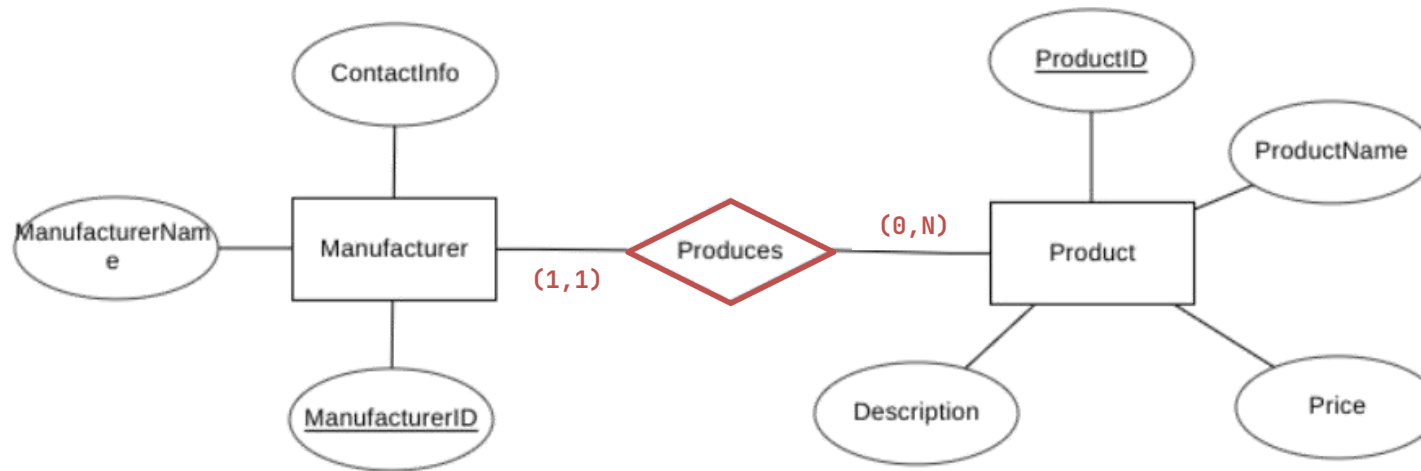 ContactInfo
ProductID
ProductName
ManufacturerNam
e
Manufacturer
(1,1)
Produces
(0,N)
Product
ManufacturerID
Description
Price